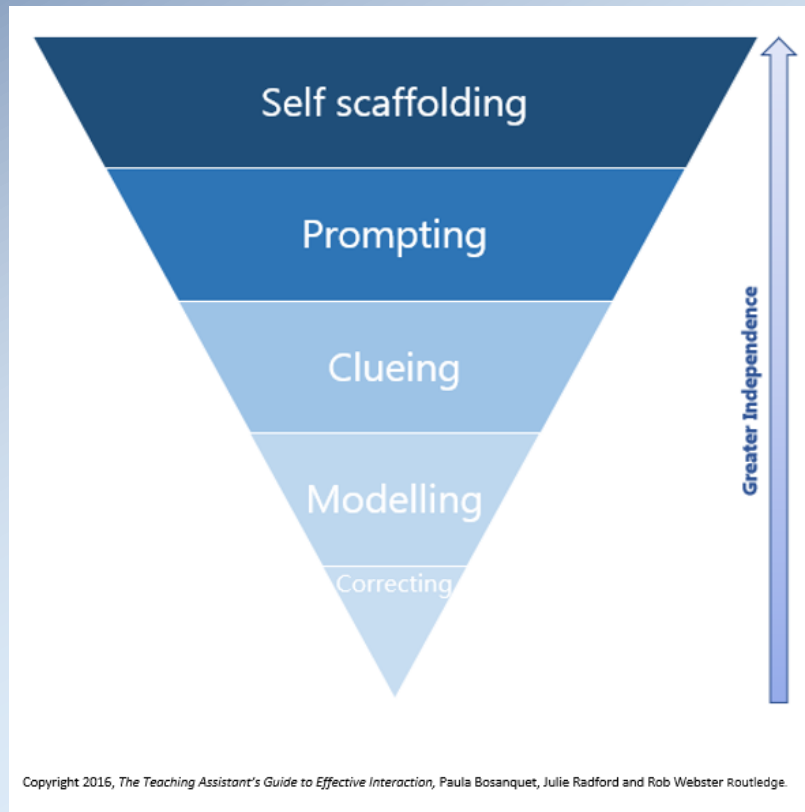 Self scaffolding
Prompting
Clueing
Modelling
Correcting
Greater Independence
Copyright 2016, The Teaching Assistant's Guide to Effective Interaction, Paula Bosanquet, Julie Radford and Rob Webster Routledge.